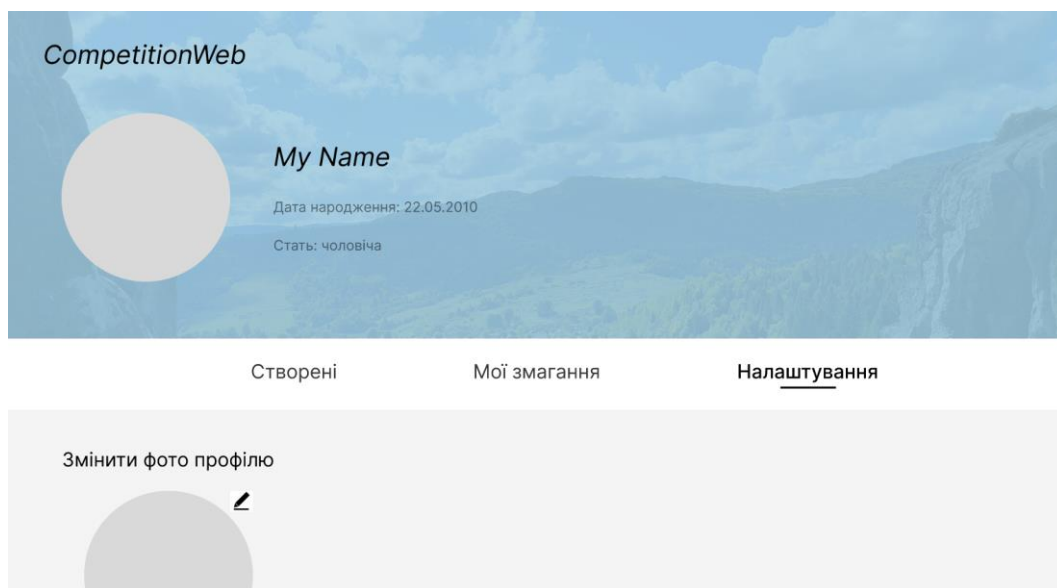 CompetitionWeb
My Name
Дата народження: 22.05.2010
Стать: чоловіча
Створені Мої змагання Налаштування
Змінити фото профілю